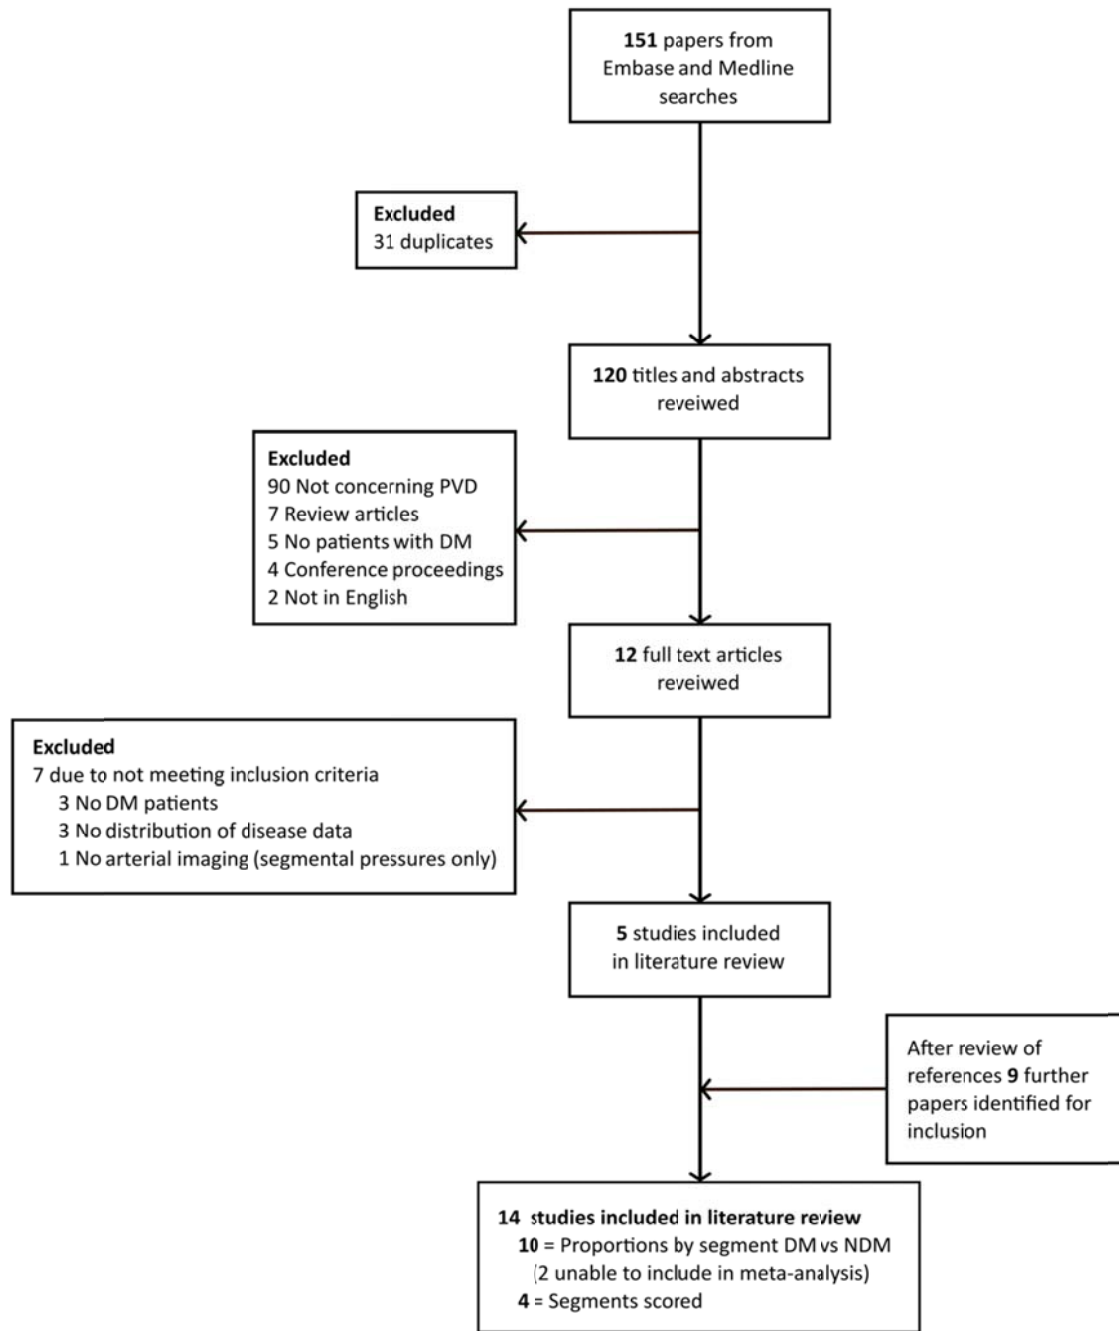 151 papers from
Embase and Medline
searches
Excluded
31 duplicates
120 titles and abstracts
reveiwed
Excluded
90 Not concerning PVD
7 Review articles
5 No patients with DM
4 Conference proceedings
2 Not in English
12 full text articles
reveiwed
Excluded
7 due to not meeting inclusion criteria
3 No DM patients
3 No distribution of disease data
1 No arterial imaging (segmental pressures only)
5 studies included
in literature review
After review of
references 9 further
papers identified for
inclusion
14 studies included in literature review
10 = Proportions by segment DM vs NDM
(2 unable to include in meta-analysis)
4 = Segments scored